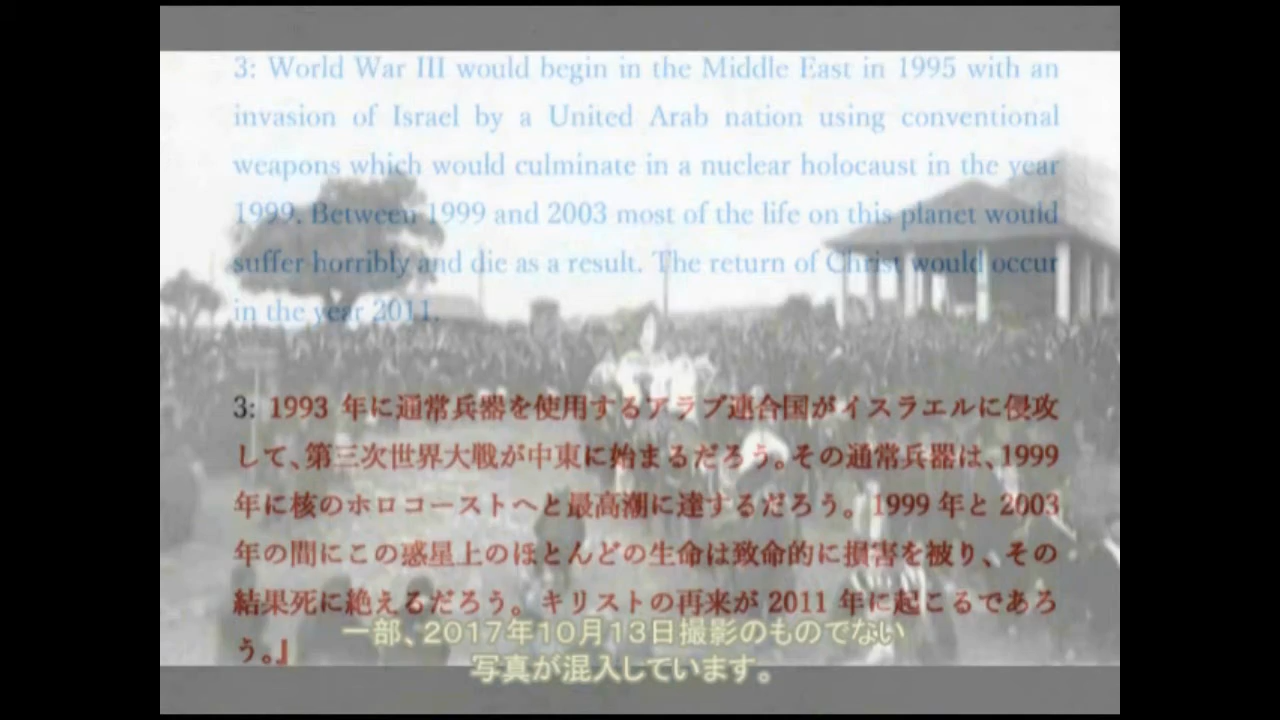 3: World War III would begin in the Middle East in 1995 with an
invasion of Israel by a United Arab nation using conventional
weapons which would culminate in a nuclear holocaust in the year
1999. Between 1999 and 2003 most of the life on this planet would
suffer horribly and die as a result. The return of Christ would occur
in the year 2011.
3: 1993 年に通常兵器を使用するアラブ連合国がイスラエルに侵攻
して、第三次世界大戦が中東に始まるだろう。その通常兵器は、1999
年に核のホロコーストへと最高潮に達するだろう。1999 年と 2003
年の間にこの惑星上のほとんどの生命は致命的に損害を被り、その
結果死に絶えるだろう。キリストの再来が 2011 年に起こるであろ
う。』
一部、2017年10月13日撮影のものでない
写真が混入しています。